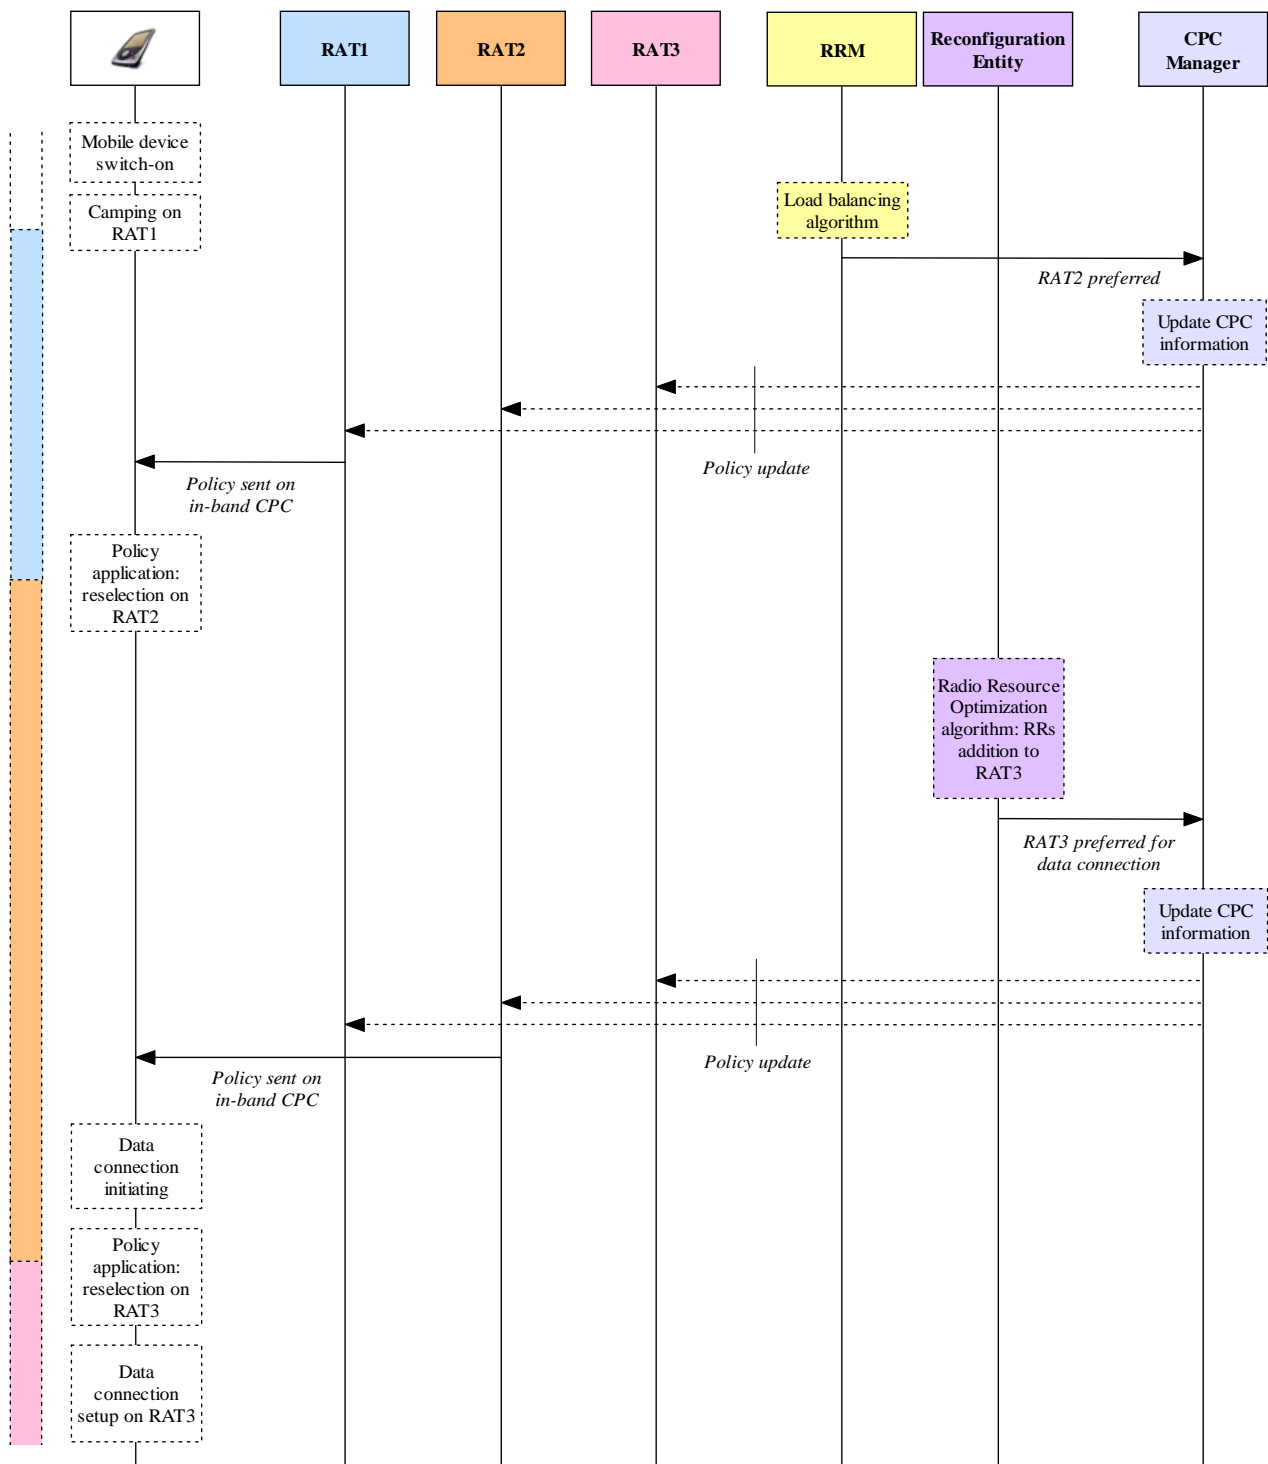 RAT1
RAT2
RAT3
RRM
Reconfiguration
Entity
CPC
Manager
Mobile device
switch-on
Camping on
RAT1
Load balancing
algorithm
RAT2 preferred
Update CPC
information
Policy update
Policy sent on
in-band CPC
Policy
application:
reselection on
RAT2
Radio Resource
Optimization
algorithm: RRs
addition to
RAT3
RAT3 preferred for
data connection
Update CPC
information
Policy update
Policy sent on
in-band CPC
Data
connection
initiating
Policy
application:
reselection on
RAT3
Data
connection
setup on RAT3